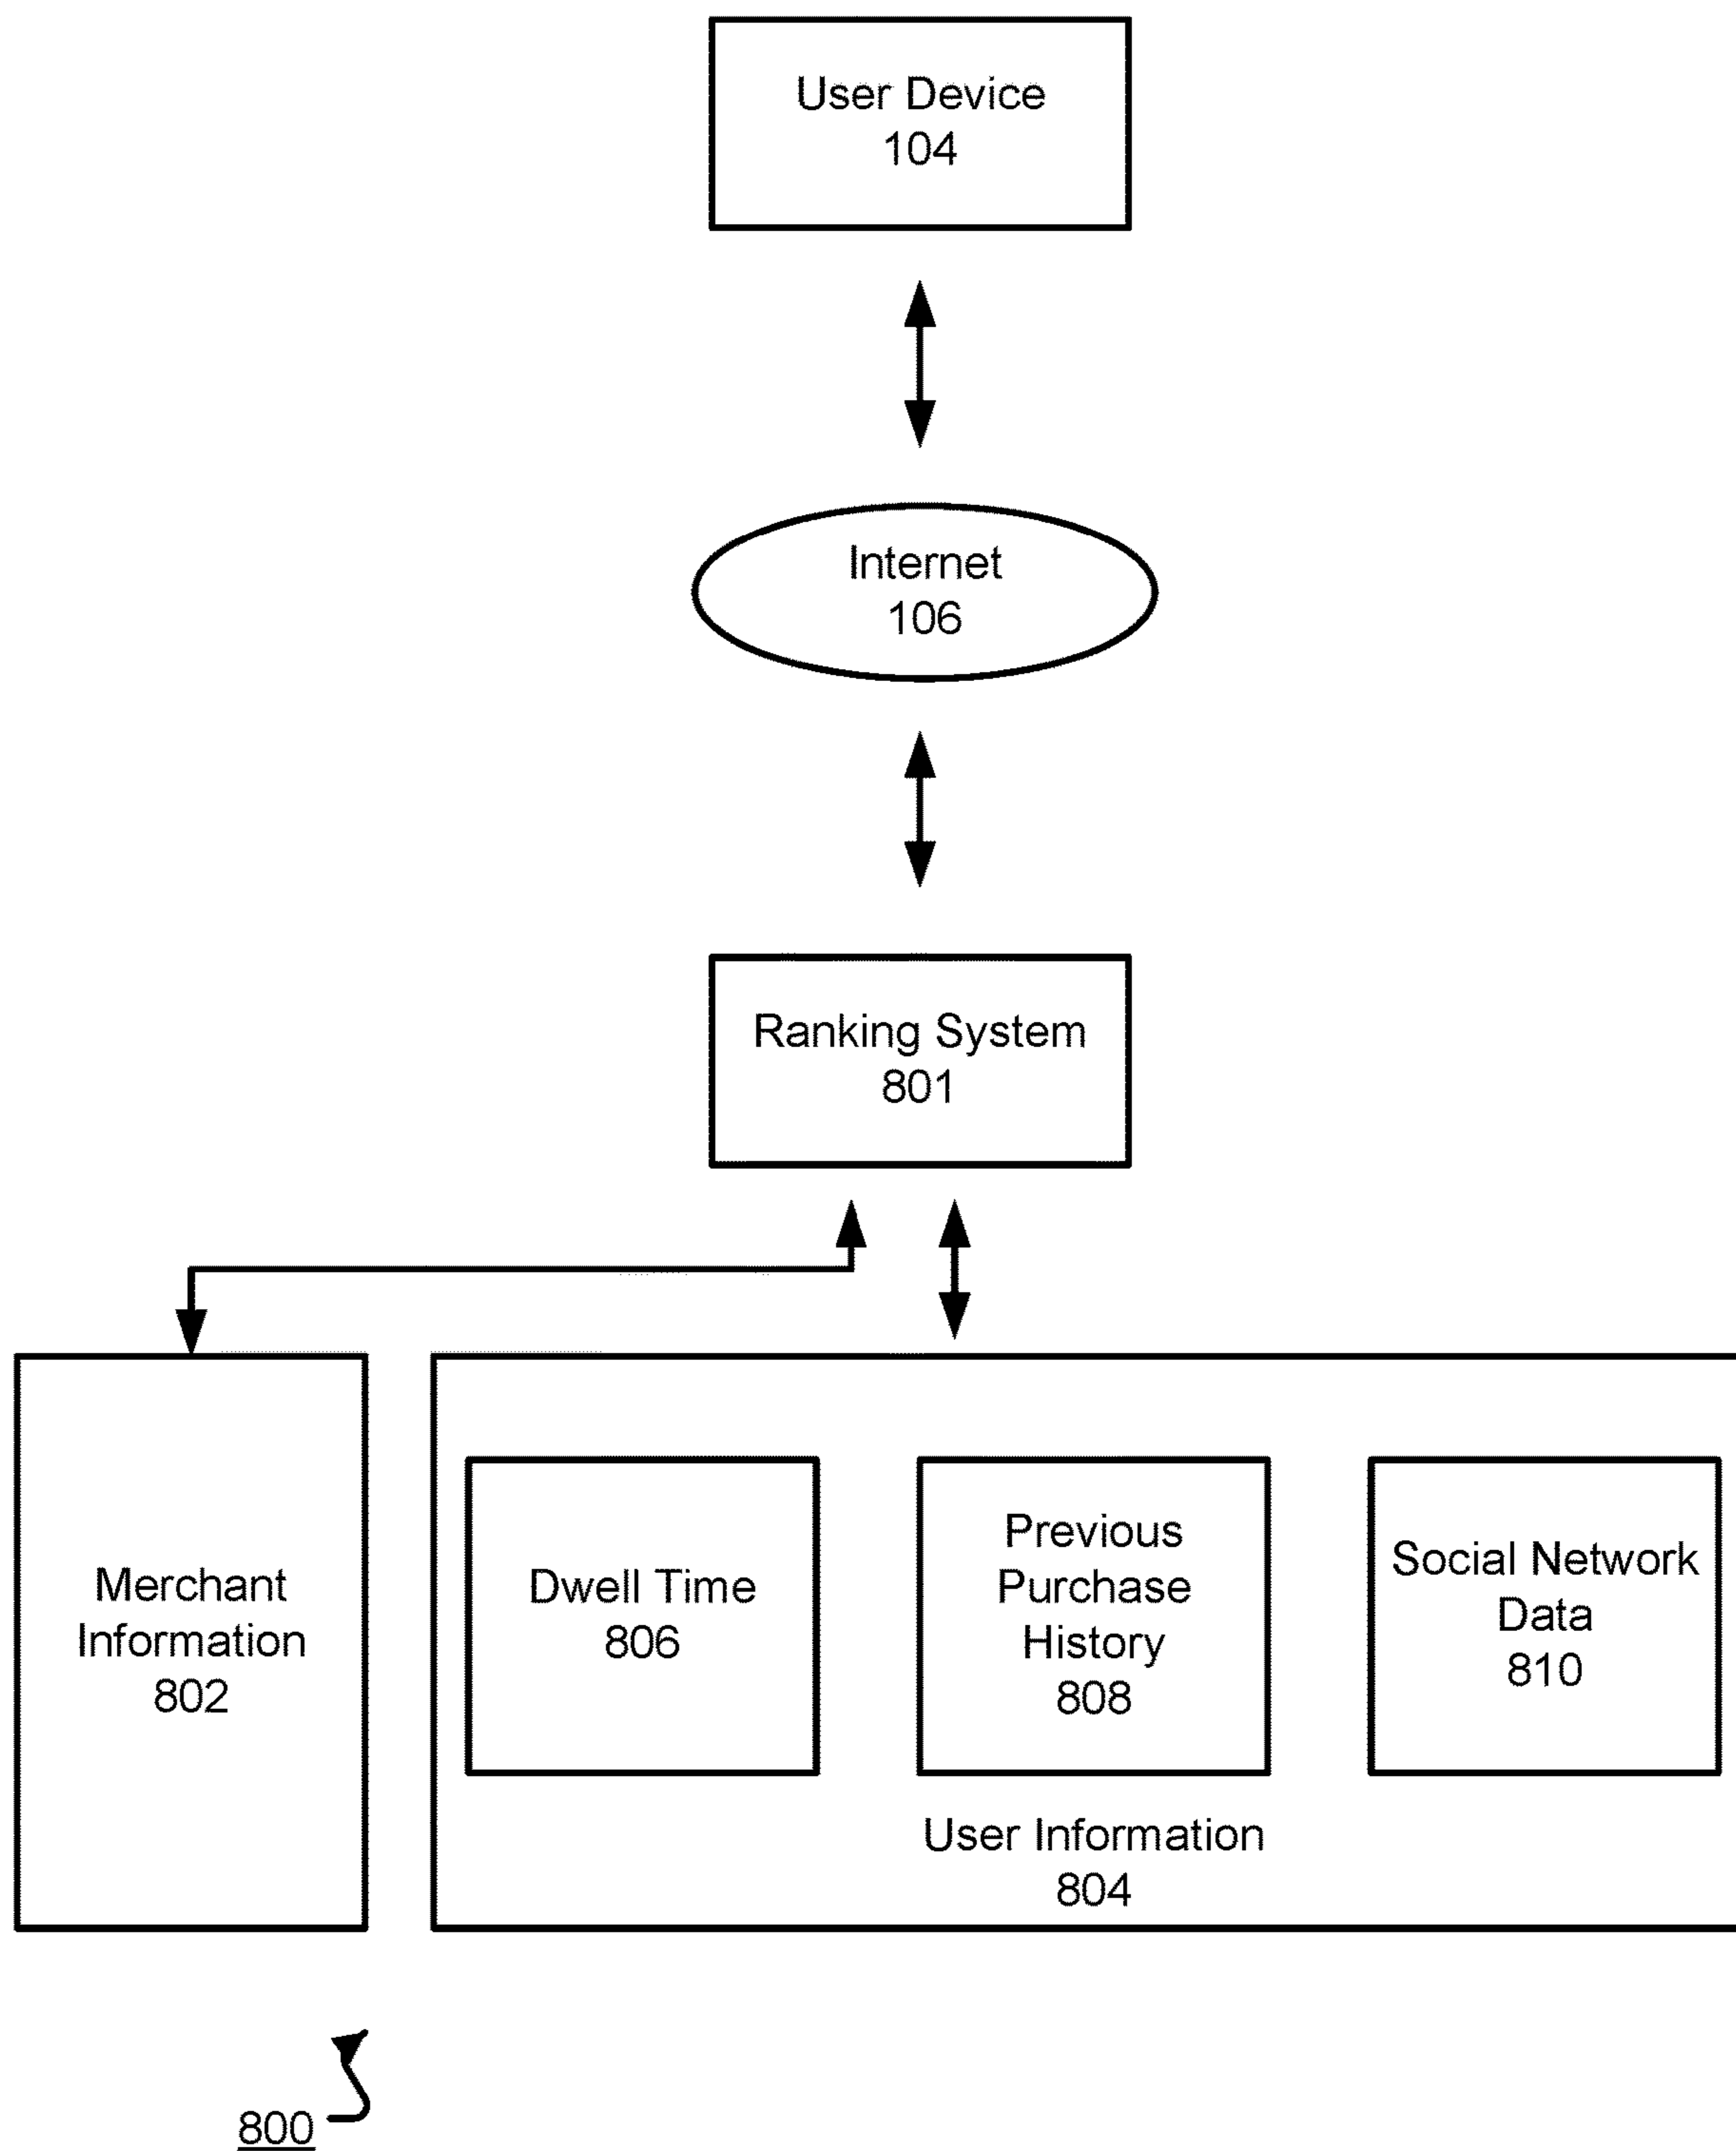 User Device
104
Internet
106
Ranking System
801
Merchant
Information
802
Dwell Time
806
Previous
Purchase
History
808
Social Network
Data
810
User Information
804
800